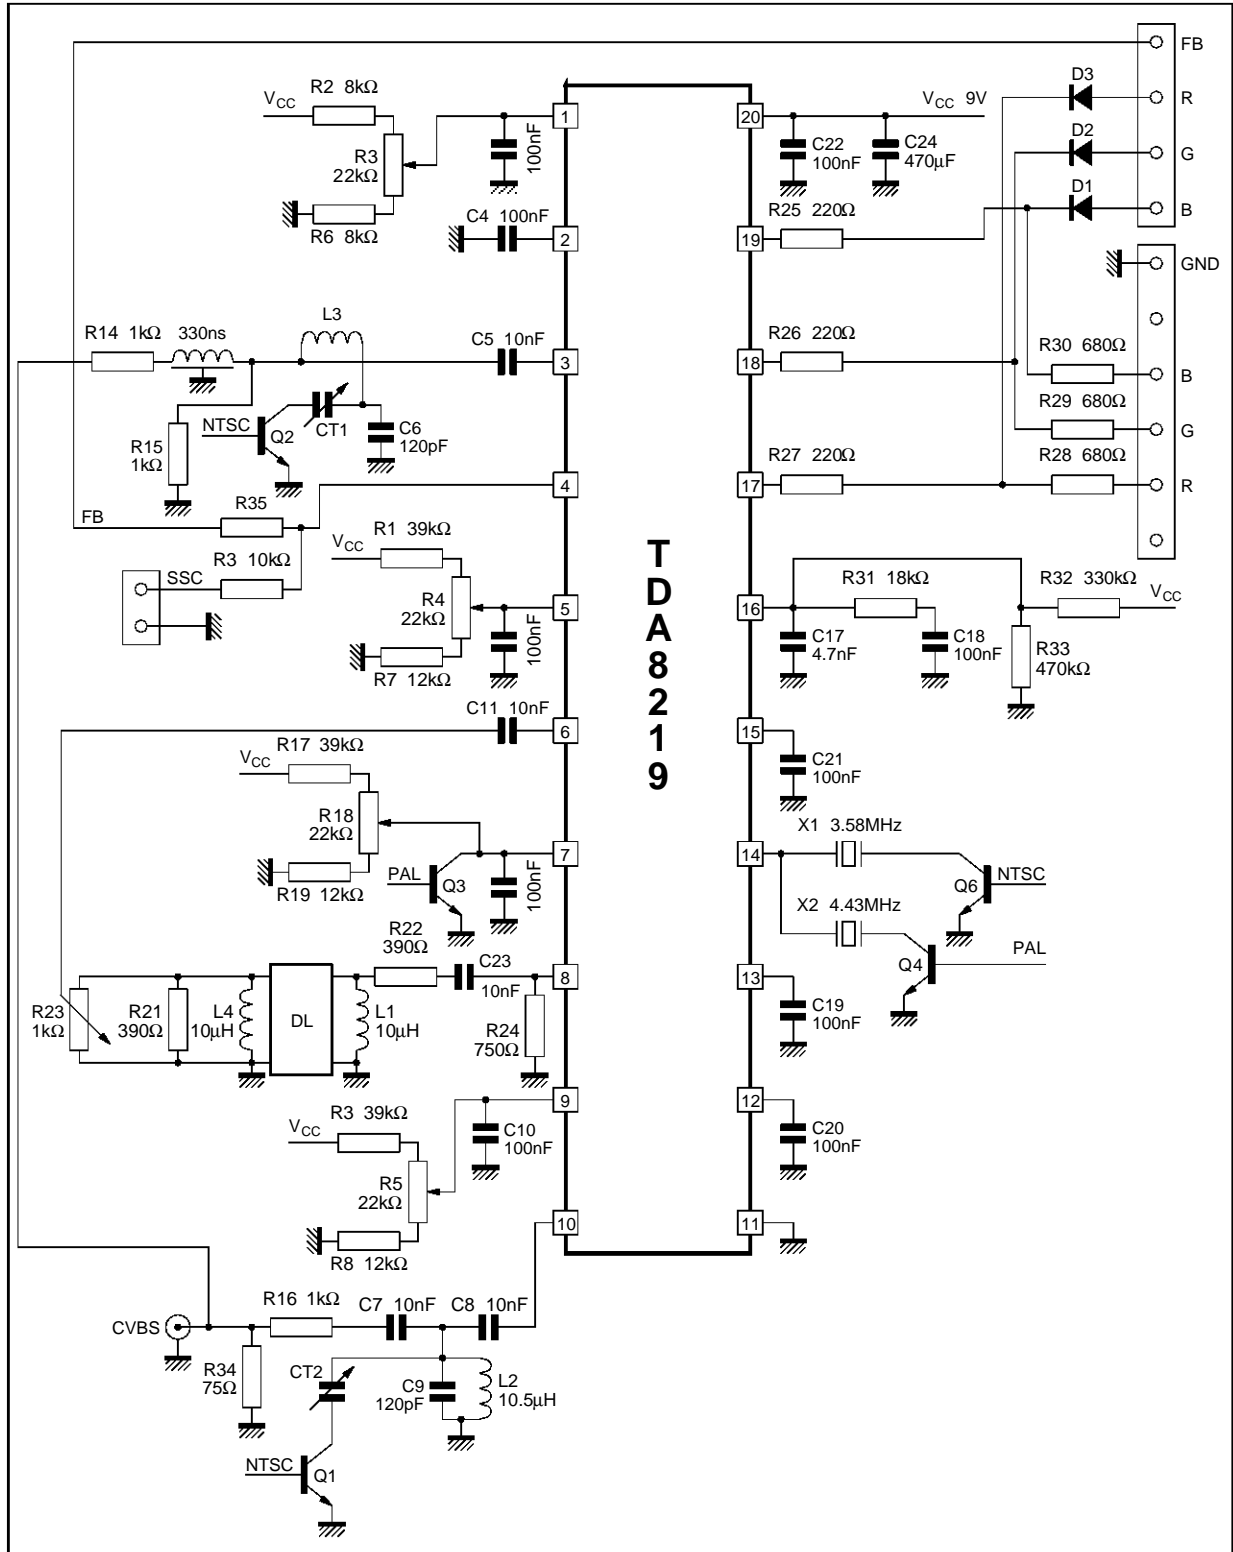 FB
D3
R
D2
G
D1
B
GND
R2 8kΩ
VCC
R3
22kΩ
R6 8kΩ
100nF
C4 100nF
1
2
20
19
VCC 9V
C22
100nF
C24
470µF
R25 220Ω
R14 1kΩ
330ns
L3
C5 10nF
3
NTSC
Q2
CT1
C6
120pF
R15
1kΩ
18
R26 220Ω
R30 680Ω
B
R29 680Ω
G
R27 220Ω
R28 680Ω
R
17
4
FB
R35
R3 10kΩ
SSC
R1 39kΩ
VCC
R4
22kΩ
R7 12kΩ
100nF
5
TDA8219
16
R31 18kΩ
R32 330kΩ
VCC
C17
4.7nF
C18
100nF
R33
470kΩ
C11 10nF
6
15
C21
100nF
R17 39kΩ
VCC
R18
22kΩ
R19 12kΩ
PAL
Q3
100nF
7
14
X1 3.58MHz
NTSC
Q6
X2 4.43MHz
PAL
Q4
R22
390Ω
C23
10nF
8
13
C19
100nF
R23
1kΩ
R21
390Ω
L4
10µH
DL
L1
10µH
R24
750Ω
9
12
C20
100nF
R3 39kΩ
VCC
C10
100nF
R5
22kΩ
R8 12kΩ
10
11
CVBS
R16 1kΩ
C7 10nF
C8 10nF
R34
75Ω
CT2
C9
120pF
L2
10.5µH
NTSC
Q1